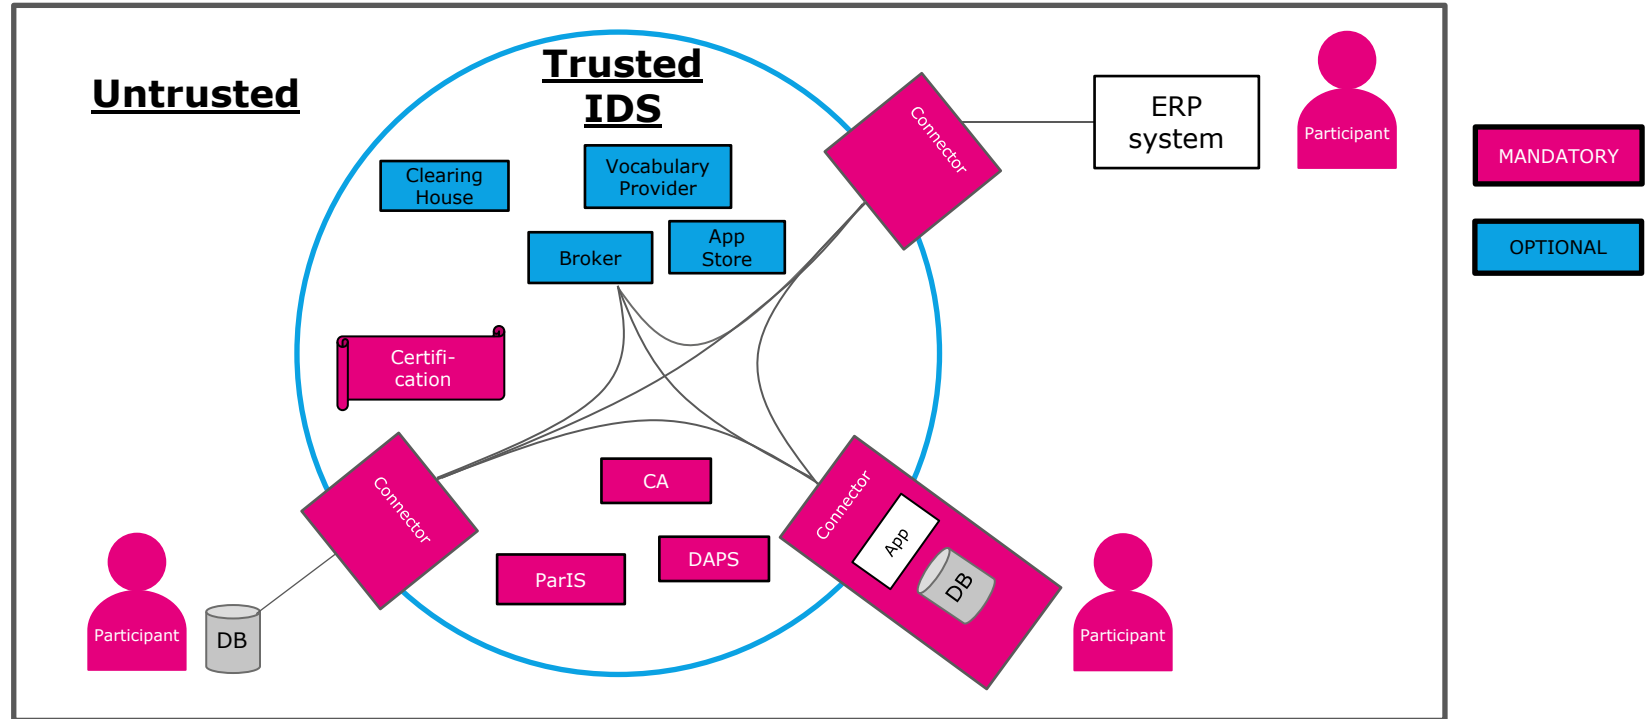 Untrusted
Trusted
IDS
Clearing
House
Vocabulary
Provider
Broker
App
Store
Connector
ERP
system
Participant
MANDATORY
OPTIONAL
Certifi-
cation
Connector
CA
DAPS
ParIS
Connector
App
DB
Participant
DB
Participant